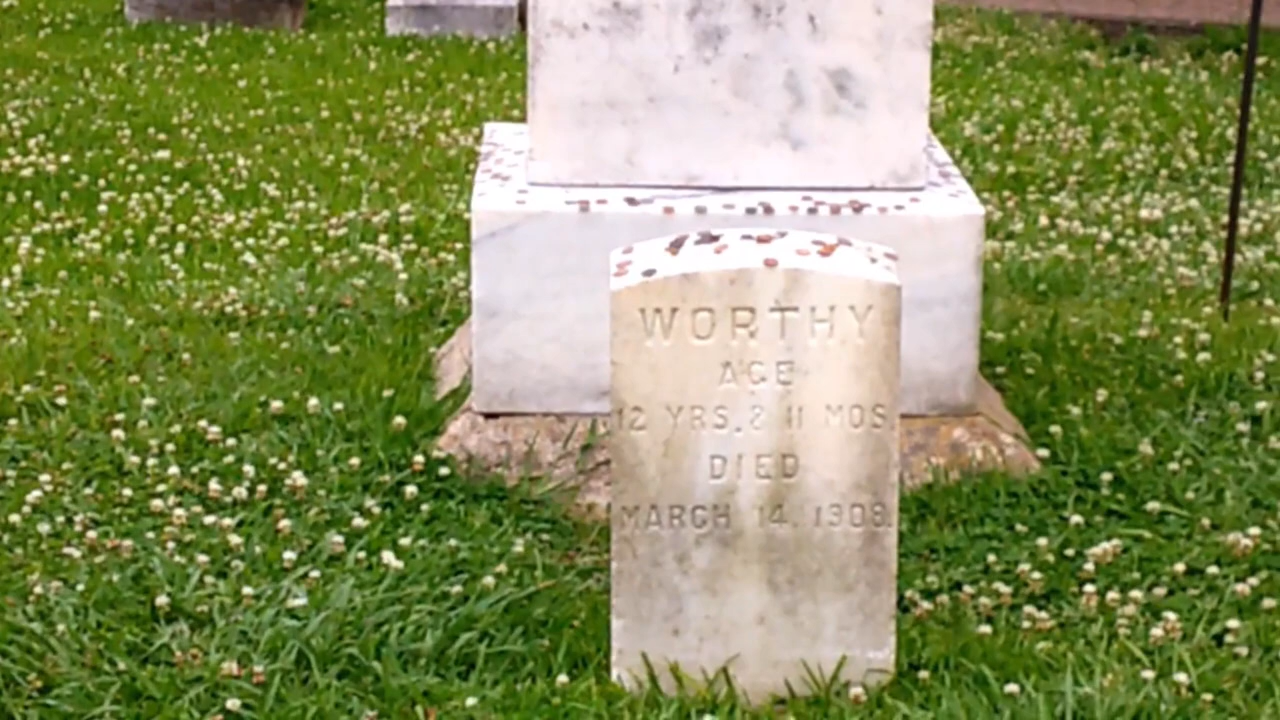 WORTHY
AGE
12 YRS. & 11 MOS.
DIED
MARCH 14, 1908.